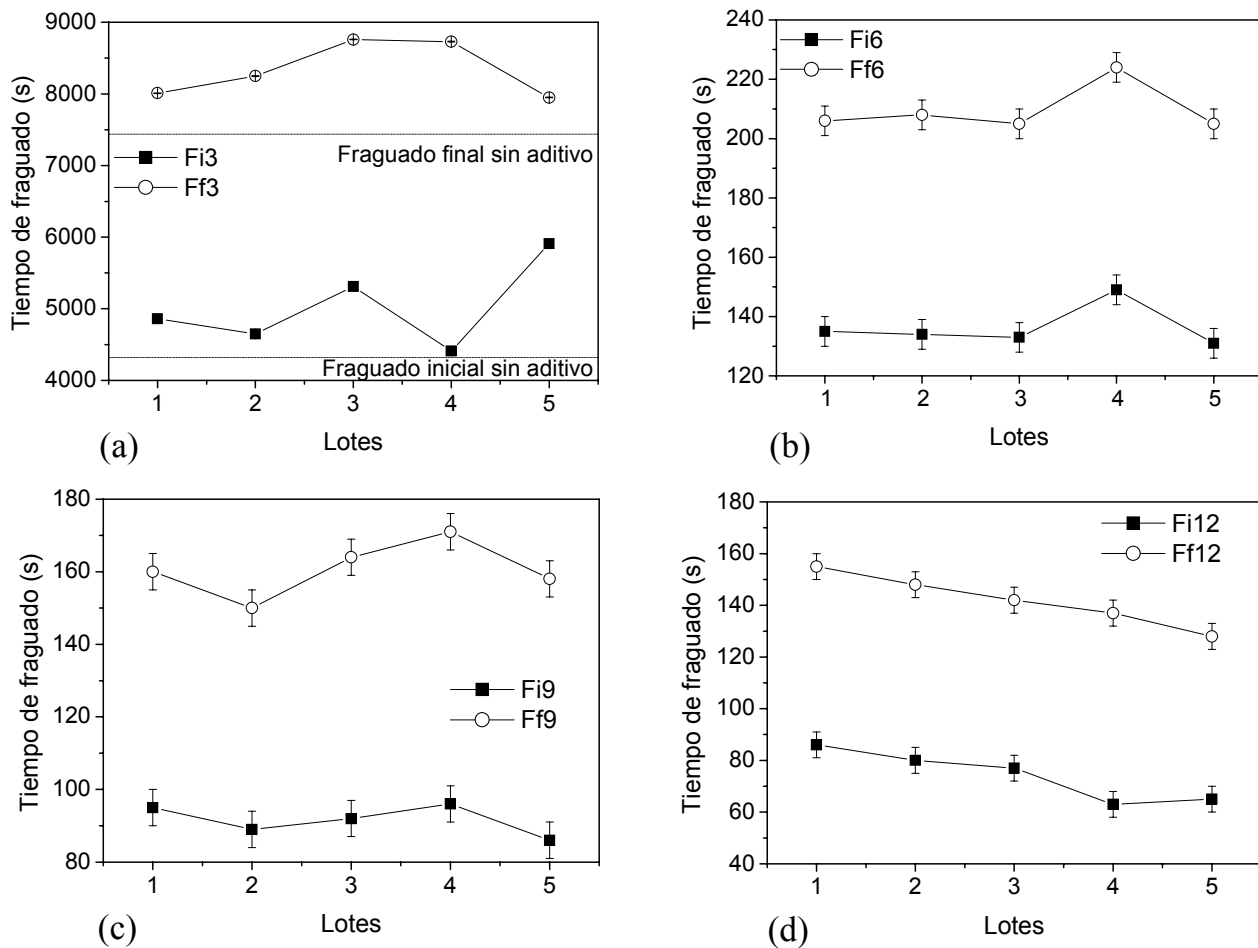 9000
8000
7000
6000
5000
4000
Tiempo de fraguado (s)
Fraguado final sin aditivo
Fi3
Ff3
Fraguado inicial sin aditivo
1 2 3 4 5
Lotes
(a)
240
220
200
180
160
140
120
Tiempo de fraguado (s)
Fi6
Ff6
1 2 3 4 5
Lotes
(b)
180
160
140
120
100
80
Tiempo de fraguado (s)
Fi9
Ff9
1 2 3 4 5
Lotes
(c)
180
160
140
120
100
80
60
40
Tiempo de fraguado (s)
Fi12
Ff12
1 2 3 4 5
Lotes
(d)